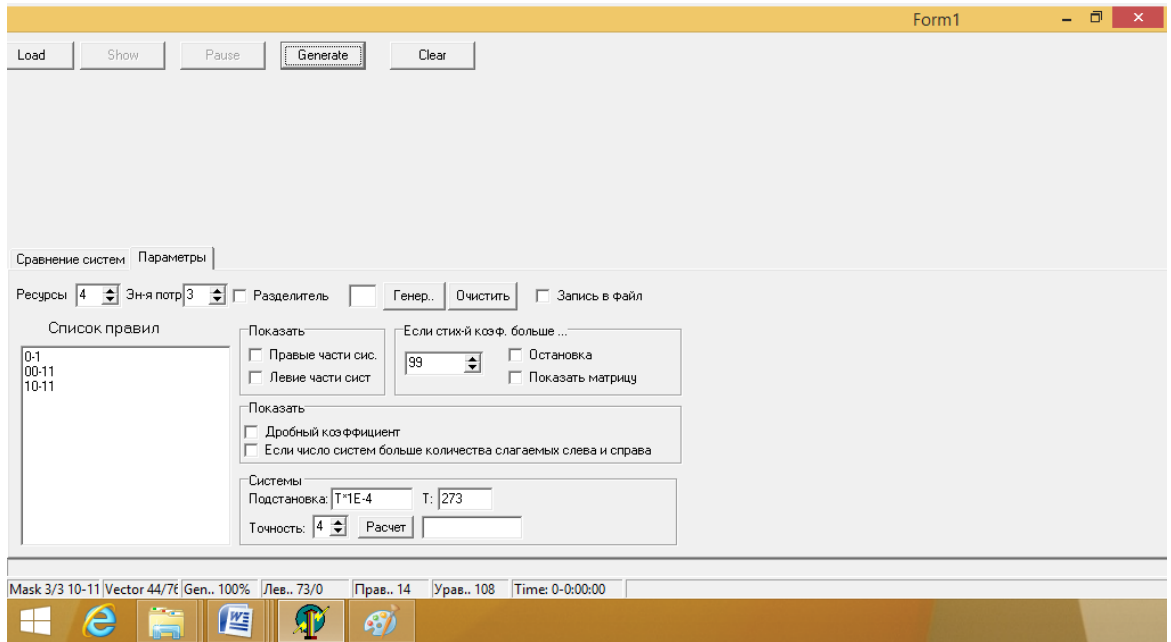 Form1
Load Show Pause Generate Clear
Сравнение систем Параметры
Ресурсы 4 Эн-я потр 3 Разделитель Генер.. Очистить Запись в файл
Список правил
0-1
00-11
10-11
Показать
Правые части сис.
Левие части сист
Если стих-й коэф. больше ...
99 Остановка
Показать матрицу
Показать
Дробный коэффициент
Если число систем больше количества слагаемых слева и справа
Системы
Подстановка: T*1E-4 T: 273
Точность: 4 Расчет
Mask 3/3 10-11 Vector 44/76 Gen.. 100% Лев.. 73/0 Прав.. 14 Урав.. 108 Time: 0-0:00:00